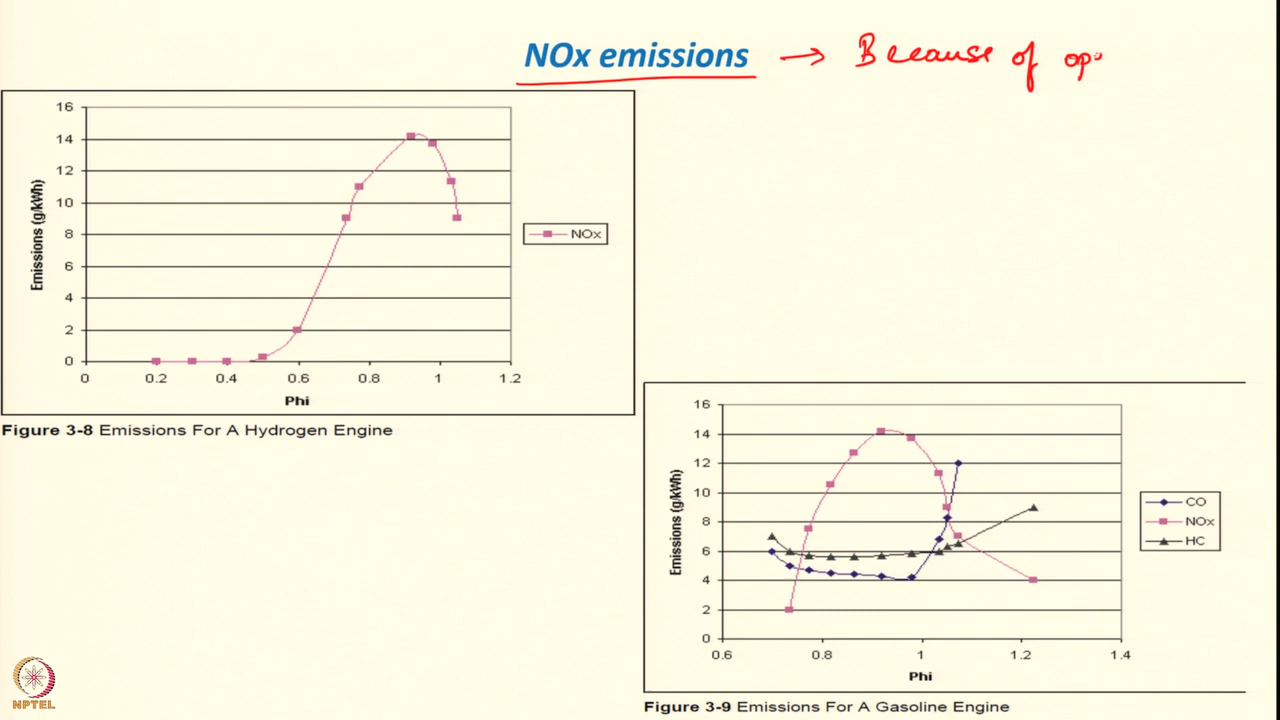 NOx emissions → Because of op
16
14
12
10
8
6
4
2
0
0 0.2 0.4 0.6 0.8 1 1.2
Emissions (g/kWh)
Phi
NOx
Figure 3-8 Emissions For A Hydrogen Engine
16
14
12
10
8
6
4
2
0
0.6 0.8 1 1.2 1.4
Emissions (g/kWh)
Phi
CO
NOx
HC
Figure 3-9 Emissions For A Gasoline Engine
NPTEL